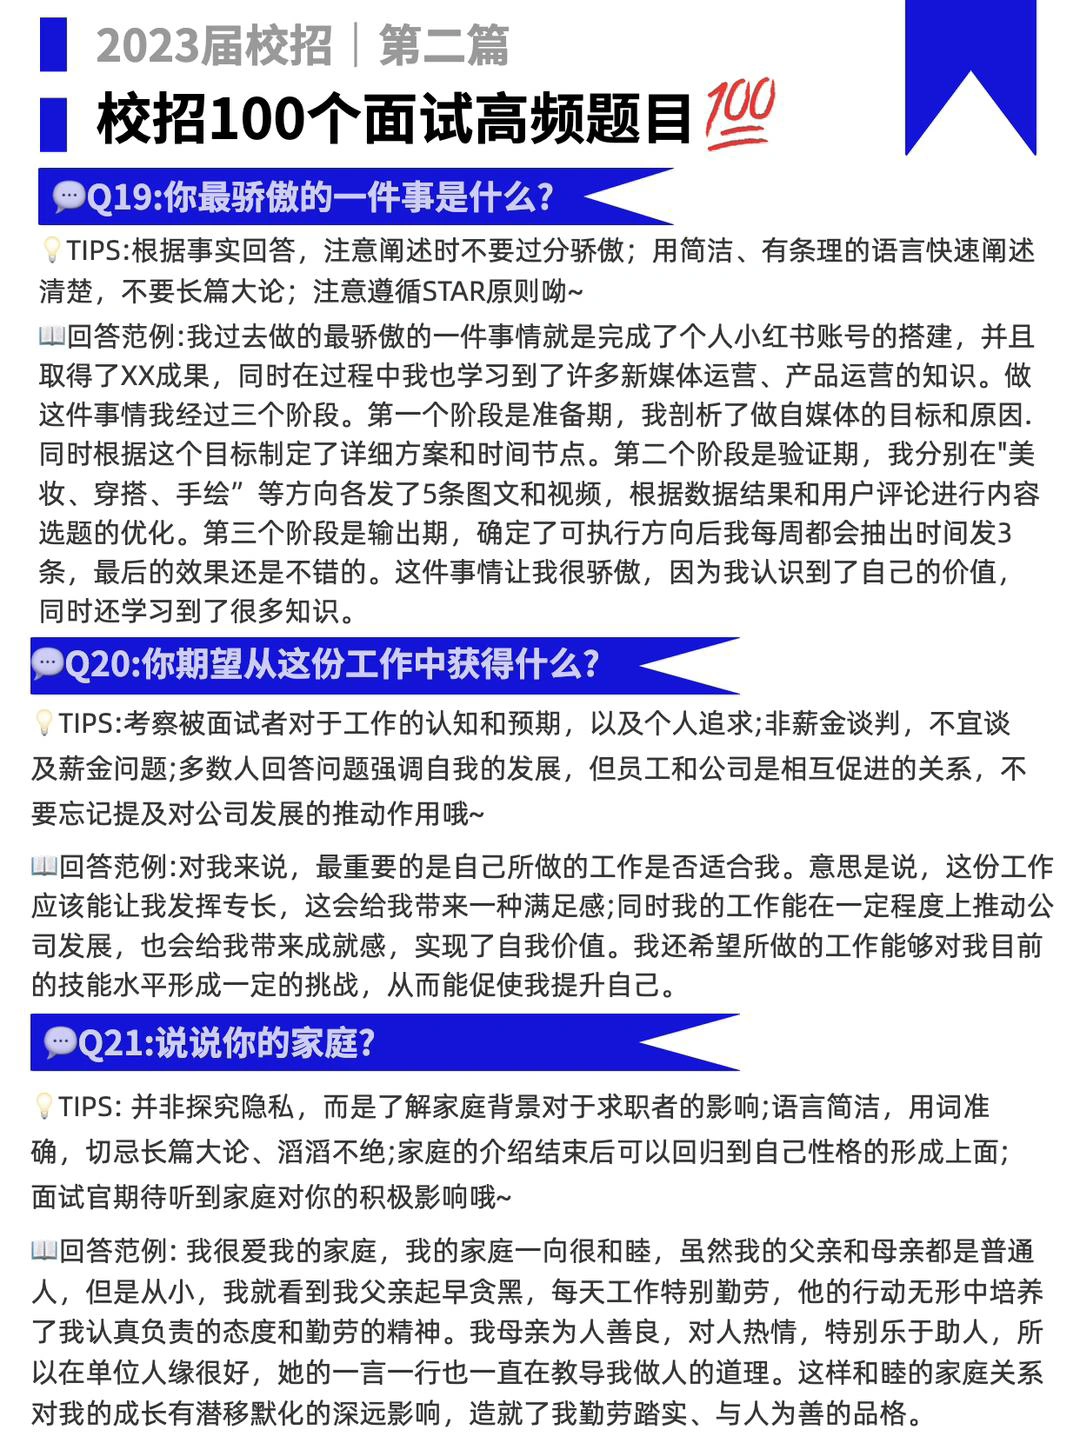 2023届校招｜第二篇
校招100个面试高频题目💯
💬Q19:你最骄傲的一件事是什么?
💡TIPS:根据事实回答，注意阐述时不要过分骄傲；用简洁、有条理的语言快速阐述
清楚，不要长篇大论；注意遵循STAR原则呦~
📖回答范例:我过去做的最骄傲的一件事情就是完成了个人小红书账号的搭建，并且
取得了XX成果，同时在过程中我也学习到了许多新媒体运营、产品运营的知识。做
这件事情我经过三个阶段。第一个阶段是准备期，我剖析了做自媒体的目标和原因.
同时根据这个目标制定了详细方案和时间节点。第二个阶段是验证期，我分别在"美
妆、穿搭、手绘” 等方向各发了5条图文和视频，根据数据结果和用户评论进行内容
选题的优化。第三个阶段是输出期，确定了可执行方向后我每周都会抽出时间发3
条，最后的效果还是不错的。这件事情让我很骄傲，因为我认识到了自己的价值，
同时还学习到了很多知识。
💬Q20:你期望从这份工作中获得什么?
💡TIPS:考察被面试者对于工作的认知和预期，以及个人追求;非薪金谈判，不宜谈
及薪金问题;多数人回答问题强调自我的发展，但员工和公司是相互促进的关系，不
要忘记提及对公司发展的推动作用哦~
📖回答范例:对我来说，最重要的是自己所做的工作是否适合我。意思是说，这份工作
应该能让我发挥专长，这会给我带来一种满足感;同时我的工作能在一定程度上推动公
司发展，也会给我带来成就感，实现了自我价值。我还希望所做的工作能够对我目前
的技能水平形成一定的挑战，从而能促使我提升自己。
💬Q21:说说你的家庭?
💡TIPS: 并非探究隐私，而是了解家庭背景对于求职者的影响;语言简洁，用词准
确，切忌长篇大论、滔滔不绝;家庭的介绍结束后可以回归到自己性格的形成上面;
面试官期待听到家庭对你的积极影响哦~
📖回答范例: 我很爱我的家庭，我的家庭一向很和睦，虽然我的父亲和母亲都是普通
人，但是从小，我就看到我父亲起早贪黑，每天工作特别勤劳，他的行动无形中培养
了我认真负责的态度和勤劳的精神。我母亲为人善良，对人热情，特别乐于助人，所
以在单位人缘很好，她的一言一行也一直在教导我做人的道理。这样和睦的家庭关系
对我的成长有潜移默化的深远影响，造就了我勤劳踏实、与人为善的品格。